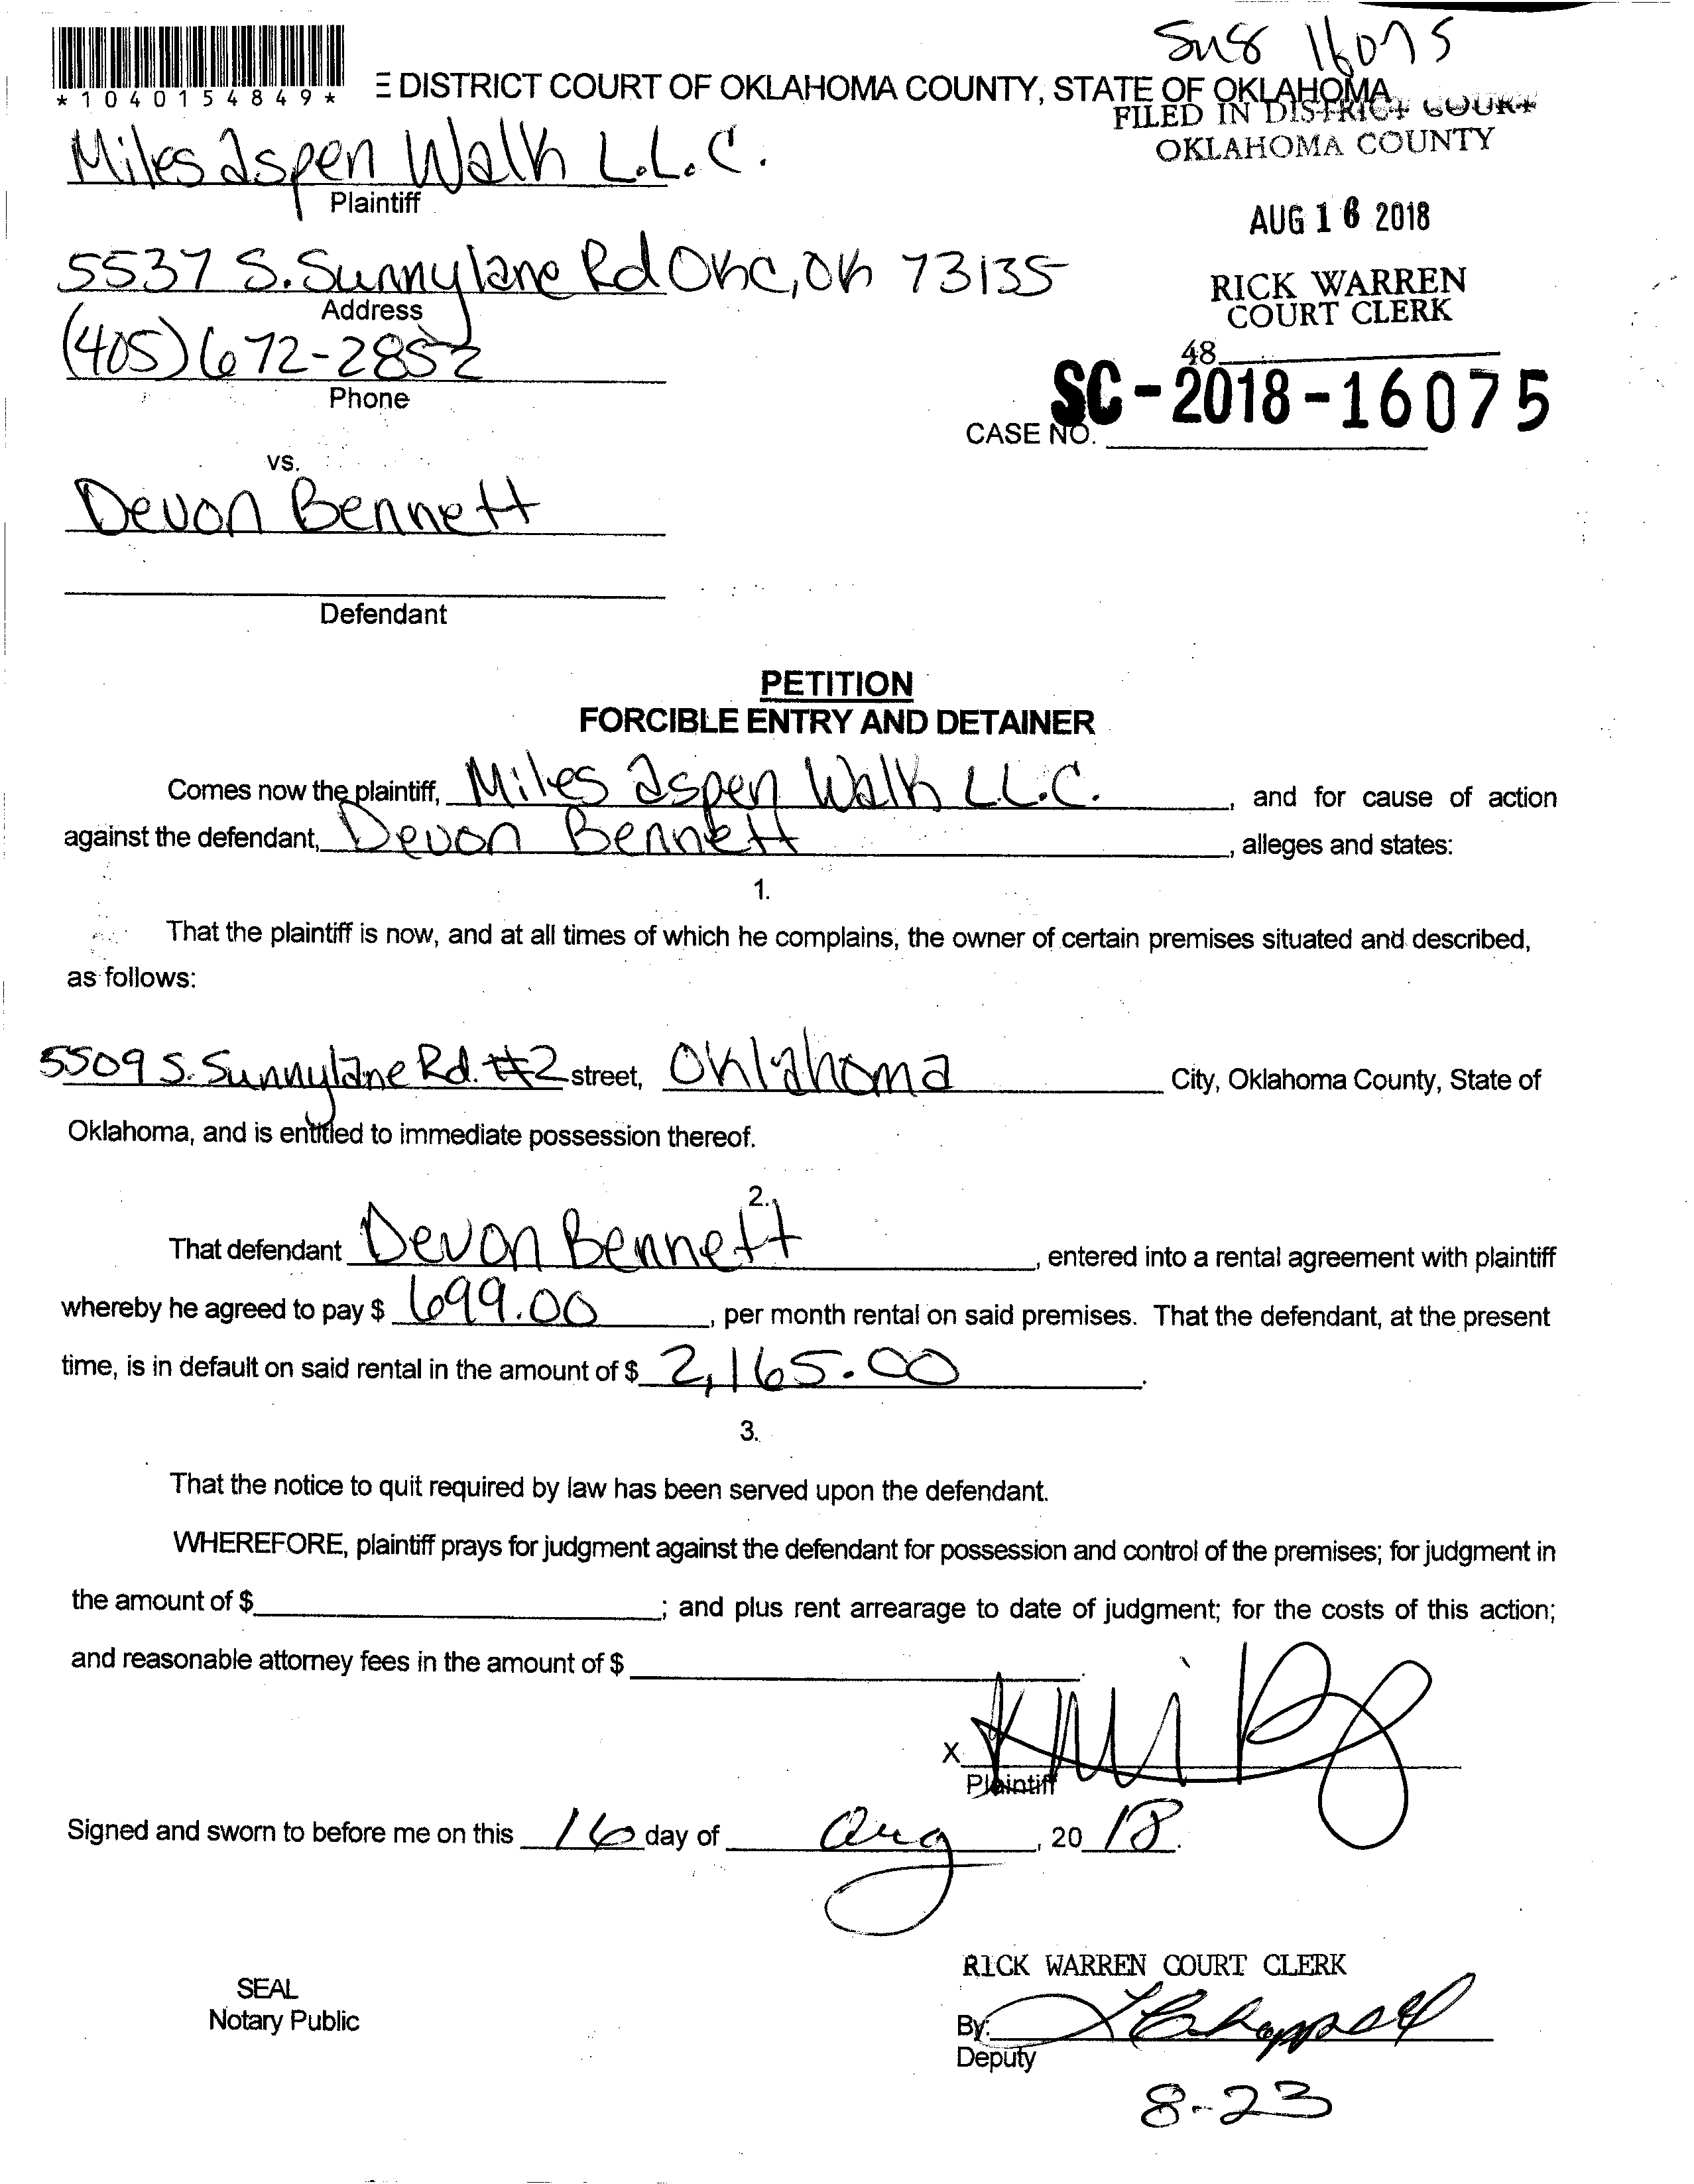 Sus 16075
*1040154849*
E DISTRICT COURT OF OKLAHOMA COUNTY, STATE OF OKLAHOMA
FILED IN DISTRICT COURT
OKLAHOMA COUNTY
Miles aspen Walk L.L.C.
Plaintiff
AUG 16 2018
5537 S. Sunnylane Rd OKC, OK 73135
Address
RICK WARREN
COURT CLERK
(405) 672-2852
Phone
48
SC-2018-16075
CASE NO.
vs.
Devon Bennett
Defendant
PETITION
FORCIBLE ENTRY AND DETAINER
Comes now the plaintiff, Miles aspen Walk LL.C. , and for cause of action
against the defendant, Devon Bennett , alleges and states:
1.
That the plaintiff is now, and at all times of which he complains, the owner of certain premises situated and described,
as follows:
5509 S. Sunnylane Rd. #2 street, Oklahoma City, Oklahoma County, State of
Oklahoma, and is entitled to immediate possession thereof.
2.
That defendant Devon Bennett , entered into a rental agreement with plaintiff
whereby he agreed to pay $ 699.00 , per month rental on said premises. That the defendant, at the present
time, is in default on said rental in the amount of $ 2,165.00 .
3.
That the notice to quit required by law has been served upon the defendant.
WHEREFORE, plaintiff prays for judgment against the defendant for possession and control of the premises; for judgment in
the amount of $ ; and plus rent arrearage to date of judgment; for the costs of this action;
and reasonable attorney fees in the amount of $ .
X
Plaintiff
Signed and sworn to before me on this 16 day of Aug , 20 18.
RICK WARREN COURT CLERK
SEAL
Notary Public
By:
Deputy
8-23